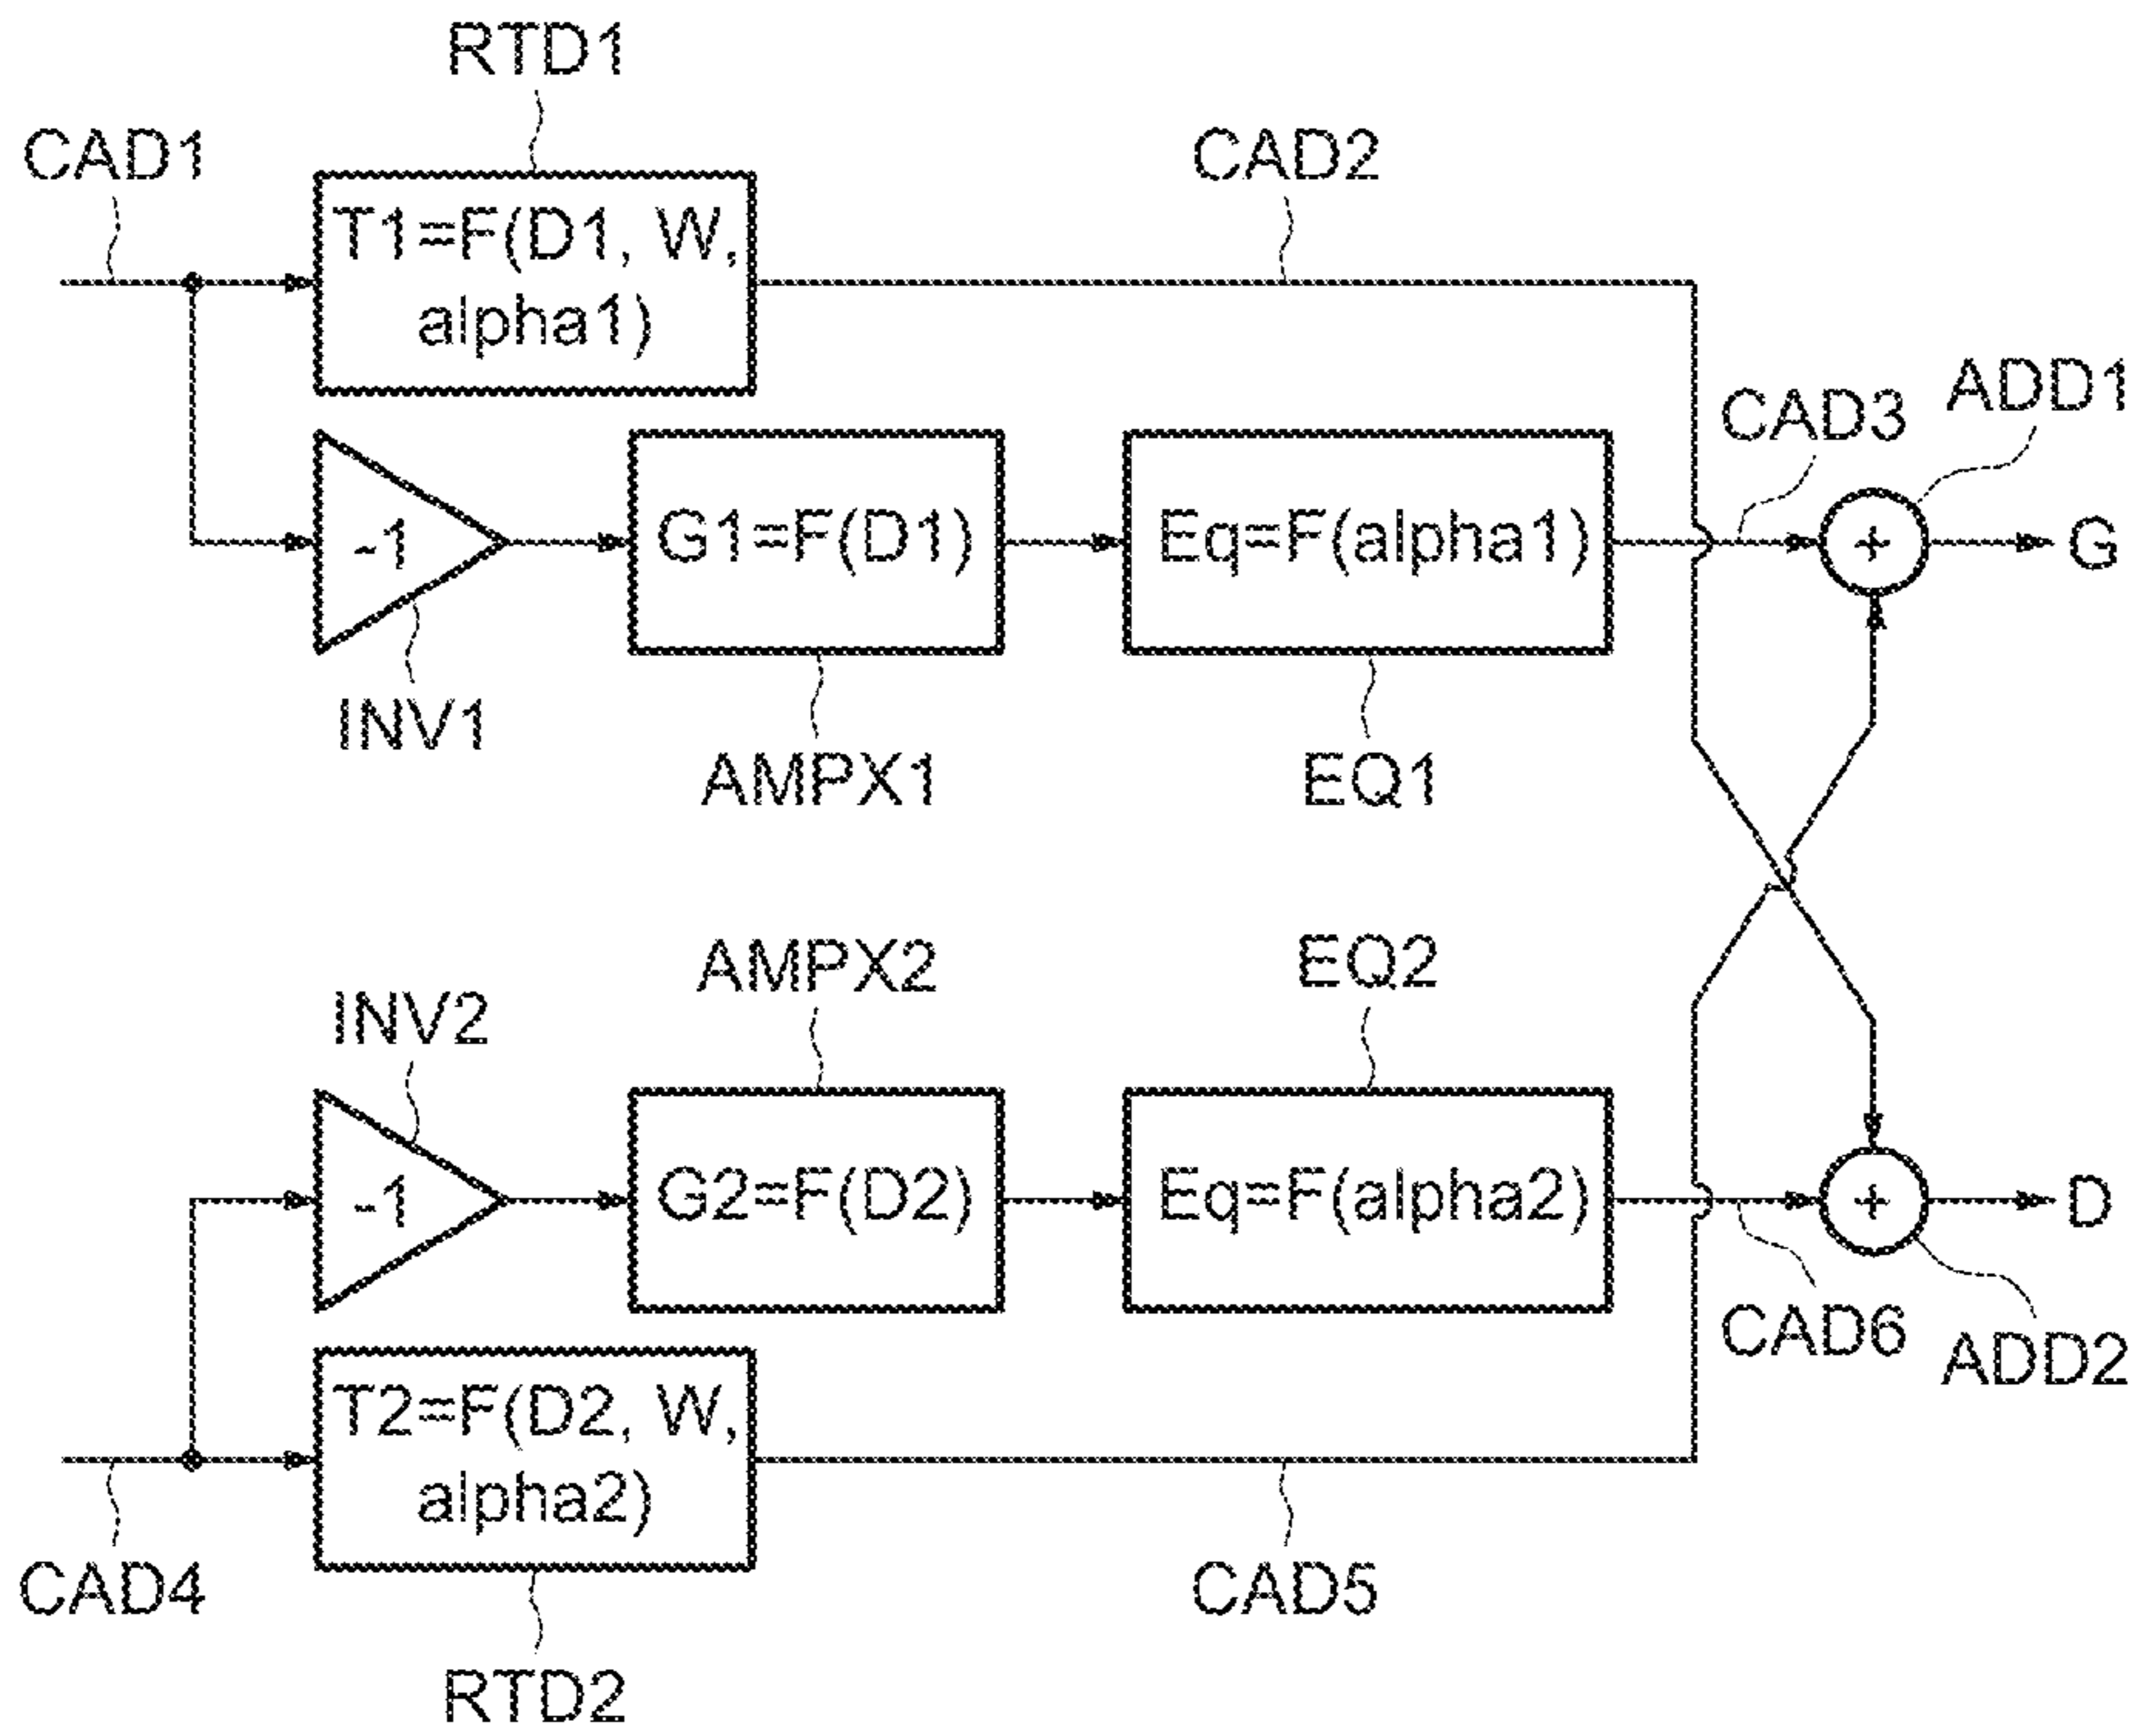 RTD1
CAD1
CAD2
T1=F(D1, W,
alpha1)
ADD1
CAD3
-1
G1=F(D1)
Eq=F(alpha1)
+
G
INV1
AMPX1
EQ1
AMPX2
EQ2
INV2
-1
G2=F(D2)
Eq=F(alpha2)
+
D
CAD6
ADD2
T2=F(D2, W,
alpha2)
CAD4
CAD5
RTD2